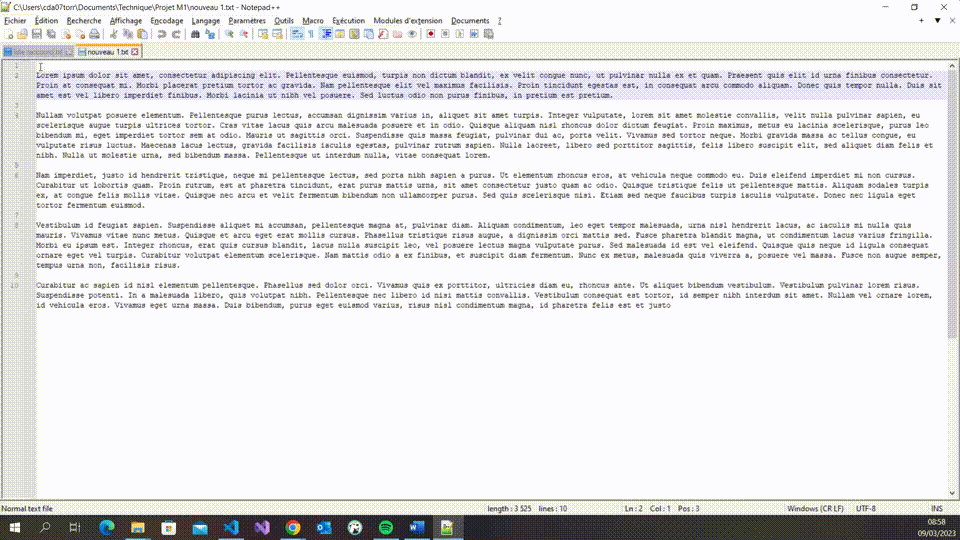 C:\Users\cda07torr\Documents\Technique\Projet M1\nouveau 1.txt - Notepad++
Fichier Édition Recherche Affichage Encodage Langage Paramètres Outils Macro Exécution Modules d'extension Documents ?
nouveau 1.txt
1
2 Lorem ipsum dolor sit amet, consectetur adipiscing elit. Pellentesque euismod, turpis non dictum blandit, ex velit congue nunc, ut pulvinar nulla ex et quam. Praesent quis elit id urna finibus consectetur.
Proin at consequat mi. Morbi placerat pretium tortor ac gravida. Nam pellentesque elit vel maximus facilisis. Proin tincidunt egestas est, in consequat arcu commodo aliquam. Donec quis tempor nulla. Duis sit
amet est vel libero imperdiet finibus. Morbi lacinia ut nibh vel posuere. Sed luctus odio non purus finibus, in pretium est pretium.
3
4 Nullam volutpat posuere elementum. Pellentesque purus lectus, accumsan dignissim varius in, aliquet sit amet turpis. Integer vulputate, lorem sit amet molestie convallis, velit nulla pulvinar sapien, eu
scelerisque augue turpis ultrices tortor. Cras vitae lacus quis arcu malesuada posuere et in odio. Quisque aliquam nisl rhoncus dolor dictum feugiat. Proin maximus, metus eu lacinia scelerisque, purus leo
bibendum mi, eget imperdiet tortor sem at odio. Mauris ut sagittis orci. Suspendisse quis massa feugiat, pulvinar dui ac, porta velit. Vivamus sed tortor neque. Morbi gravida massa ac tellus congue, eu
vulputate risus luctus. Maecenas lacus lectus, gravida facilisis iaculis egestas, pulvinar rutrum sapien. Nulla laoreet, libero sed porttitor sagittis, felis libero suscipit elit, sed aliquet diam felis et
nibh. Nulla ut molestie urna, sed bibendum massa. Pellentesque ut interdum nulla, vitae consequat lorem.
5
6 Nam imperdiet, justo id hendrerit tristique, neque mi pellentesque lectus, sed porta nibh sapien a purus. Ut elementum rhoncus eros, at vehicula neque commodo eu. Duis eleifend imperdiet mi non cursus.
Curabitur ut lobortis quam. Proin rutrum, est at pharetra tincidunt, erat purus mattis urna, sit amet consectetur justo quam ac odio. Quisque tristique felis ut pellentesque mattis. Aliquam sodales turpis
ex, at congue felis mollis vitae. Quisque nec arcu et velit fermentum bibendum non ullamcorper purus. Sed quis scelerisque nisl. Etiam sed neque faucibus turpis iaculis vulputate. Donec nec ligula eget
tortor fermentum euismod.
7
8 Vestibulum id feugiat sapien. Suspendisse aliquet mi accumsan, pellentesque magna at, pulvinar diam. Aliquam condimentum, leo eget tempor malesuada, urna nisl hendrerit lacus, ac iaculis mi nulla quis
mauris. Vivamus vitae nunc metus. Quisque et arcu eget erat mollis cursus. Phasellus tristique risus augue, a dignissim orci mattis sed. Fusce pharetra blandit magna, ut condimentum lacus varius fringilla.
Morbi eu ipsum est. Integer rhoncus, erat quis cursus blandit, lacus nulla suscipit leo, vel posuere lectus magna vulputate purus. Sed malesuada id est vel eleifend. Quisque quis neque id ligula consequat
ornare eget vel turpis. Curabitur volutpat elementum scelerisque. Nam mattis odio a ex finibus, et suscipit diam fermentum. Nunc ex metus, malesuada quis viverra a, posuere vel massa. Fusce non augue semper,
tempus urna non, facilisis risus.
9
10 Curabitur ac sapien id nisl elementum pellentesque. Phasellus sed dolor orci. Vivamus quis ex porttitor, ultricies diam eu, rhoncus ante. Ut aliquet bibendum vestibulum. Vestibulum pulvinar lorem risus.
Suspendisse potenti. In a malesuada libero, quis volutpat nibh. Pellentesque nec libero id nisi mattis convallis. Vestibulum consequat est tortor, id semper nibh interdum sit amet. Nullam vel ornare lorem,
id vehicula eros. Vivamus eget urna massa. Duis bibendum, purus eget euismod varius, risus nisl condimentum magna, id pharetra felis est et justo
Normal text file length : 3 525 lines : 10 Ln : 2 Col : 1 Pos : 3 Windows (CR LF) UTF-8 INS
08:58
09/03/2023